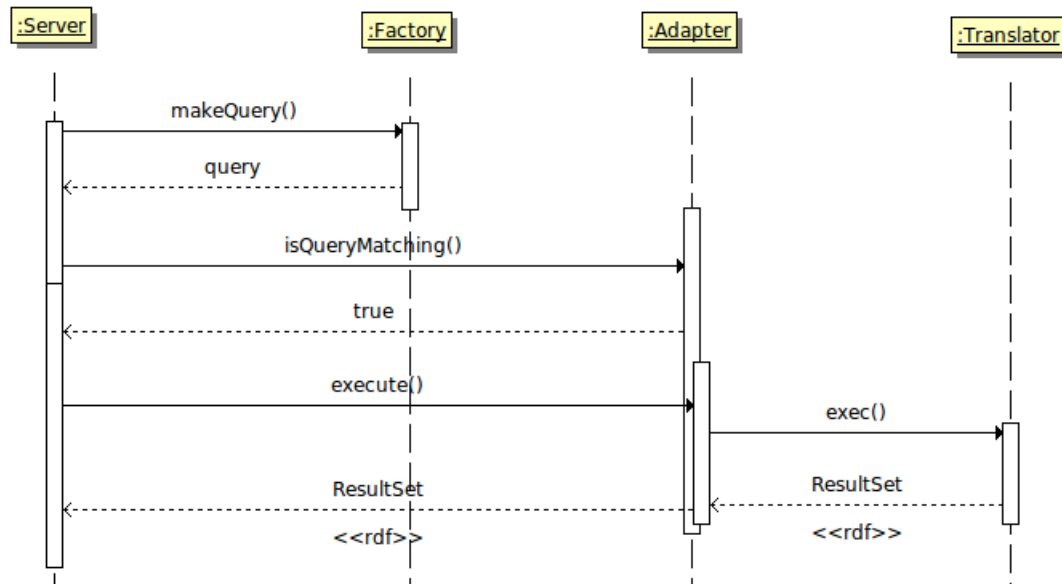 :Server
:Factory
:Adapter
:Translator
makeQuery()
query
isQueryMatching()
true
execute()
exec()
ResultSet
<<rdf>>
ResultSet
<<rdf>>